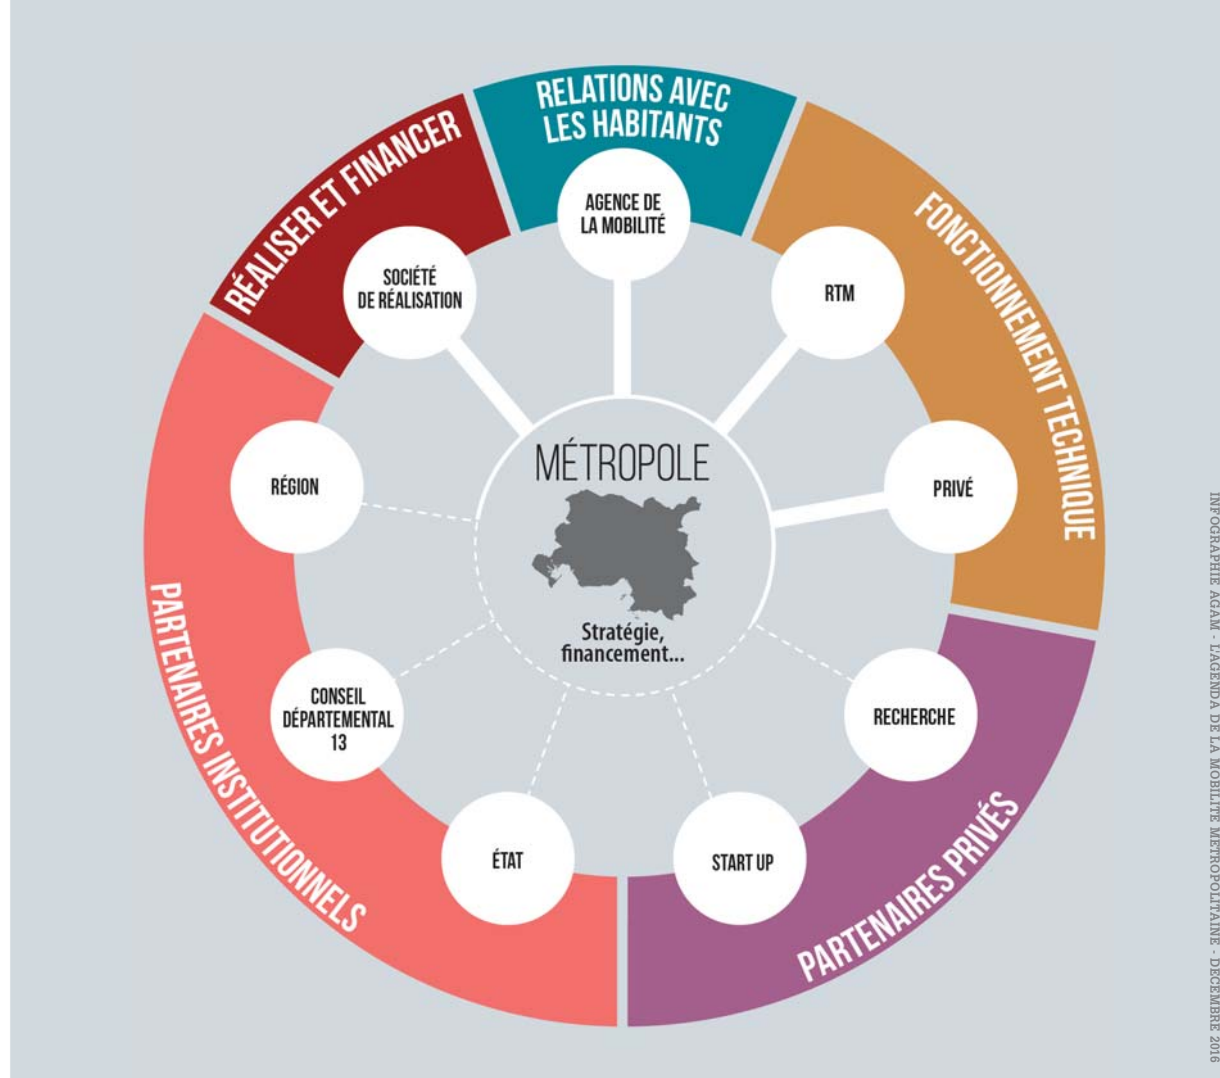 RELATIONS AVEC
LES HABITANTS
AGENCE DE
LA MOBILITÉ
RÉALISER ET FINANCER
SOCIÉTÉ
DE RÉALISATION
FONCTIONNEMENT TECHNIQUE
RTM
PRIVÉ
MÉTROPOLE
Stratégie,
financement...
PARTENAIRES INSTITUTIONNELS
RÉGION
CONSEIL
DÉPARTEMENTAL
13
ÉTAT
PARTENAIRES PRIVÉS
RECHERCHE
START UP
INFOGRAPHIE AGAM - L'AGENDA DE LA MOBILITE METROPOLITAINE - DECEMBRE 2016